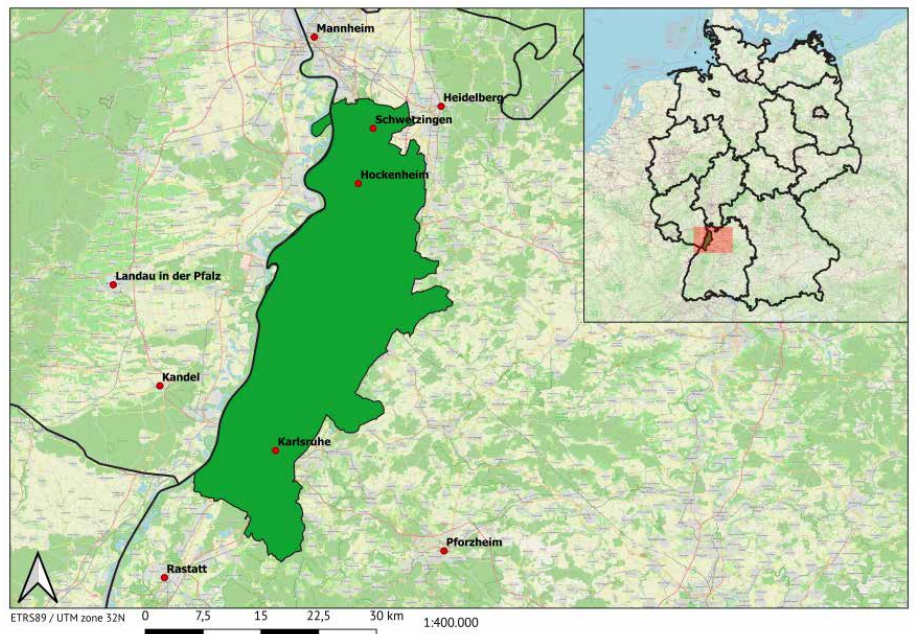 Mannheim
Heidelberg
Schwetzingen
Hockenheim
Landau in der Pfalz
Kandel
Karlsruhe
Pforzheim
Rastatt
ETRS89 / UTM zone 32N 0 7,5 15 22,5 30 km 1:400.000